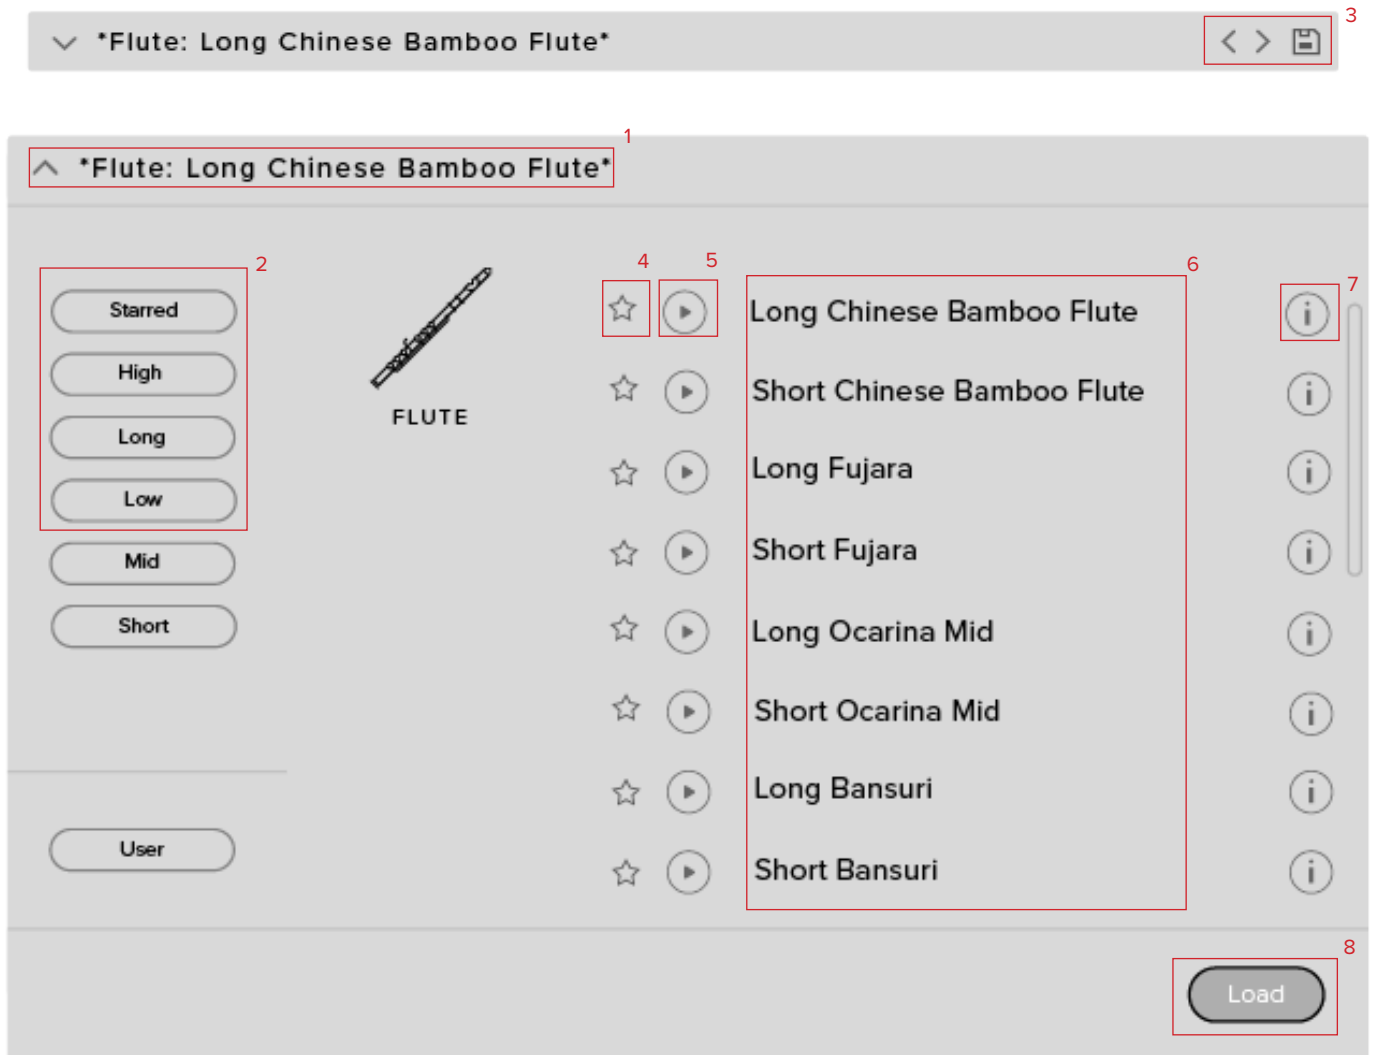 3
*Flute: Long Chinese Bamboo Flute*
1
*Flute: Long Chinese Bamboo Flute*
2
Starred
High
Long
Low
Mid
Short
User
FLUTE
4
5
6
7
Long Chinese Bamboo Flute
Short Chinese Bamboo Flute
Long Fujara
Short Fujara
Long Ocarina Mid
Short Ocarina Mid
Long Bansuri
Short Bansuri
8
Load